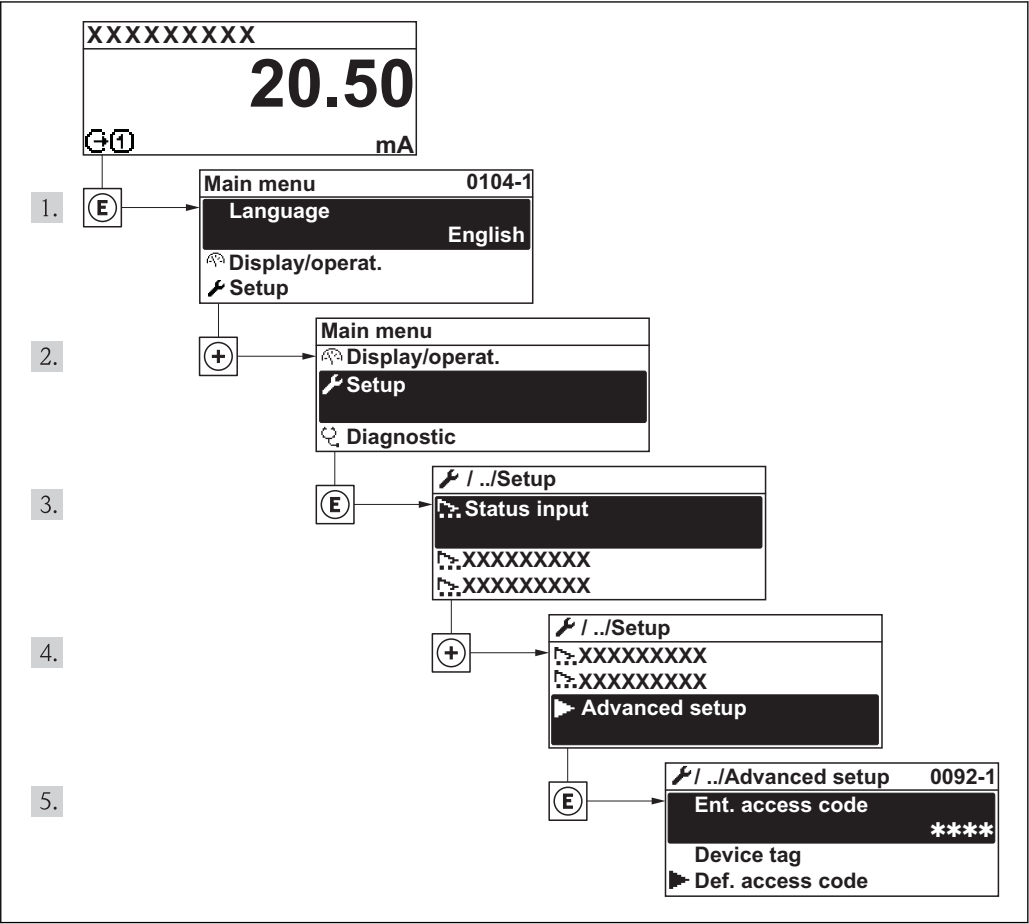 XXXXXXXXX
20.50
1 mA
1.
E
Main menu 0104-1
Language
English
Display/operat.
Setup
2.
+
Main menu
Display/operat.
Setup
Diagnostic
3.
E
/ ../Setup
Status input
XXXXXXXXX
XXXXXXXXX
4.
+
/ ../Setup
XXXXXXXXX
XXXXXXXXX
Advanced setup
5.
E
/ ../Advanced setup 0092-1
Ent. access code
****
Device tag
Def. access code